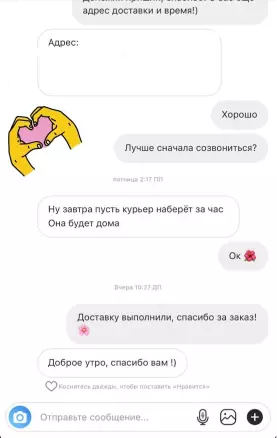 адрес доставки и время!)
Адрес:
Хорошо
Лучше сначала созвониться?
пятница 2:17 ПП
Ну завтра пусть курьер наберёт за час
Она будет дома
Ок 🌺
Вчера 10:27 ДП
Доставку выполнили, спасибо за заказ!
🌸
Доброе утро, спасибо вам !)
Коснитесь дважды, чтобы поставить «Нравится»
Отправьте сообщение...